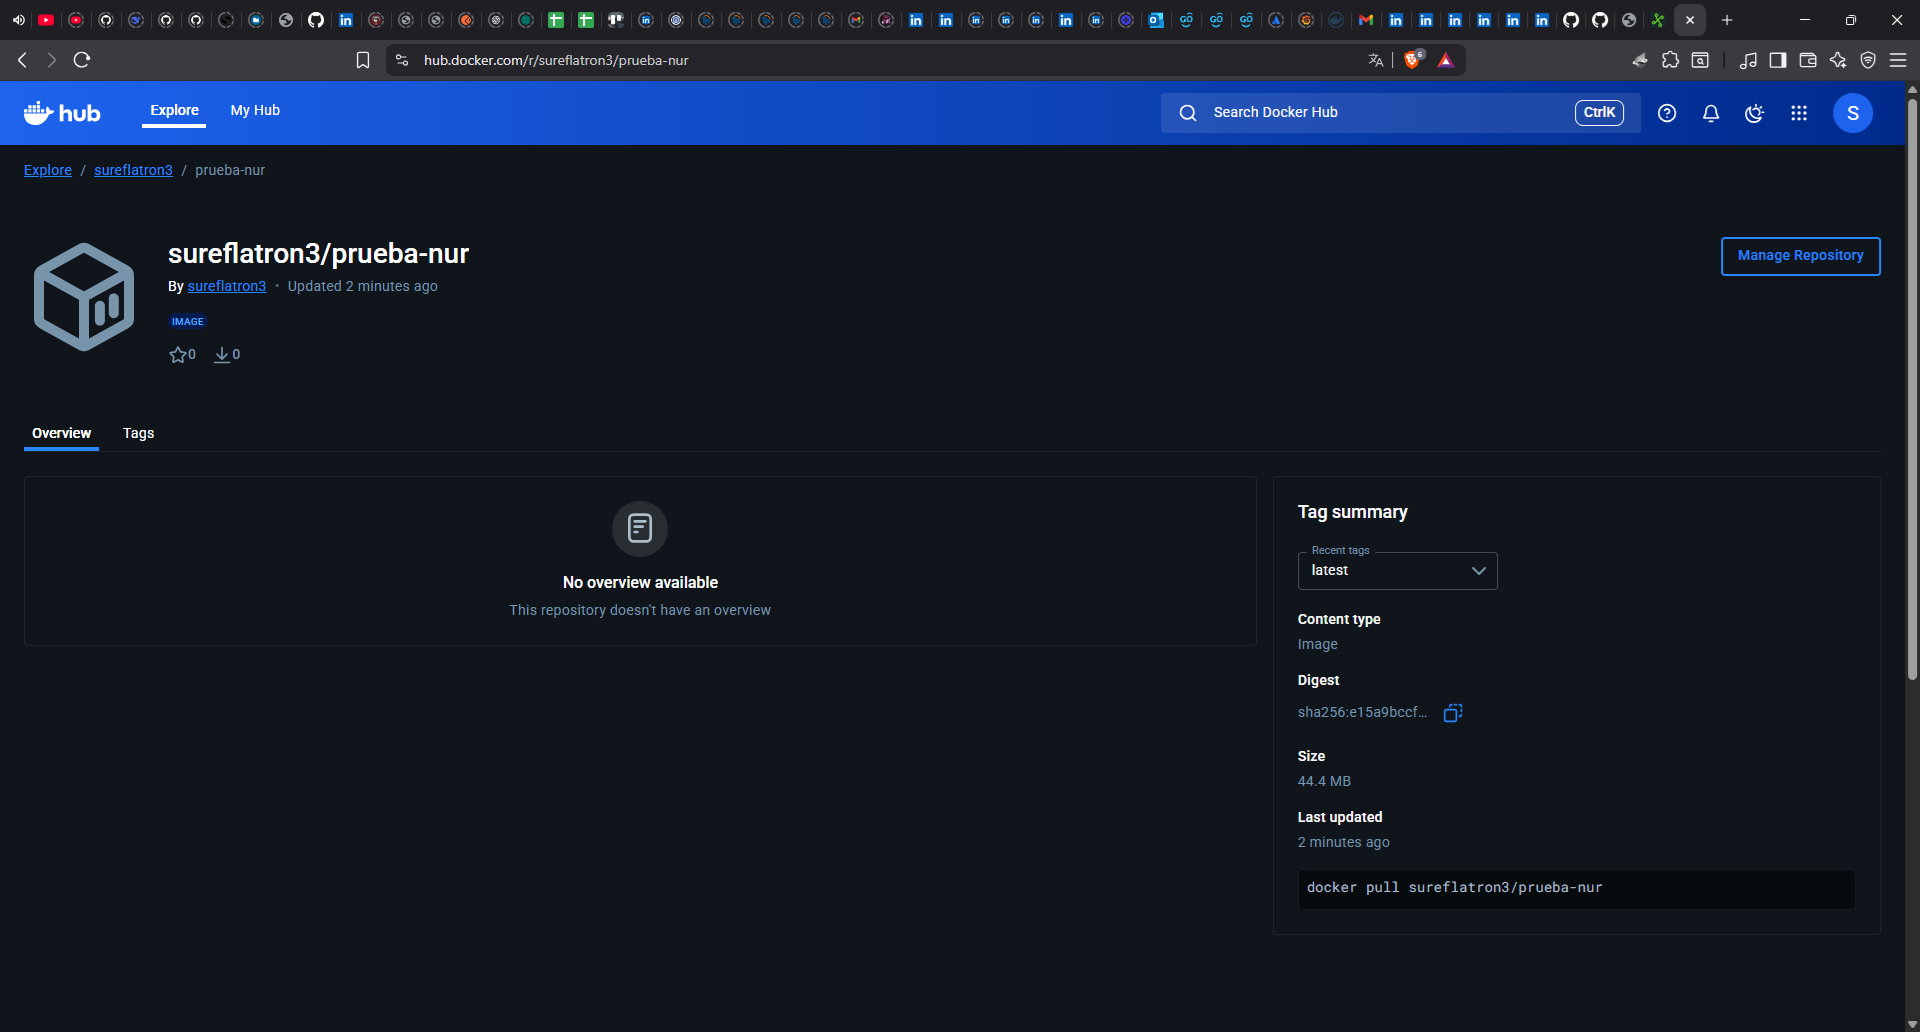 hub.docker.com/r/sureflatron3/prueba-nur
6
hub
Explore
My Hub
Search Docker Hub
CtrlK
S
Explore / sureflatron3 / prueba-nur
sureflatron3/prueba-nur
By sureflatron3 • Updated 2 minutes ago
IMAGE
0 0
Manage Repository
Overview
Tags
No overview available
This repository doesn't have an overview
Tag summary
Recent tags
latest
Content type
Image
Digest
sha256:e15a9bccf…
Size
44.4 MB
Last updated
2 minutes ago
docker pull sureflatron3/prueba-nur